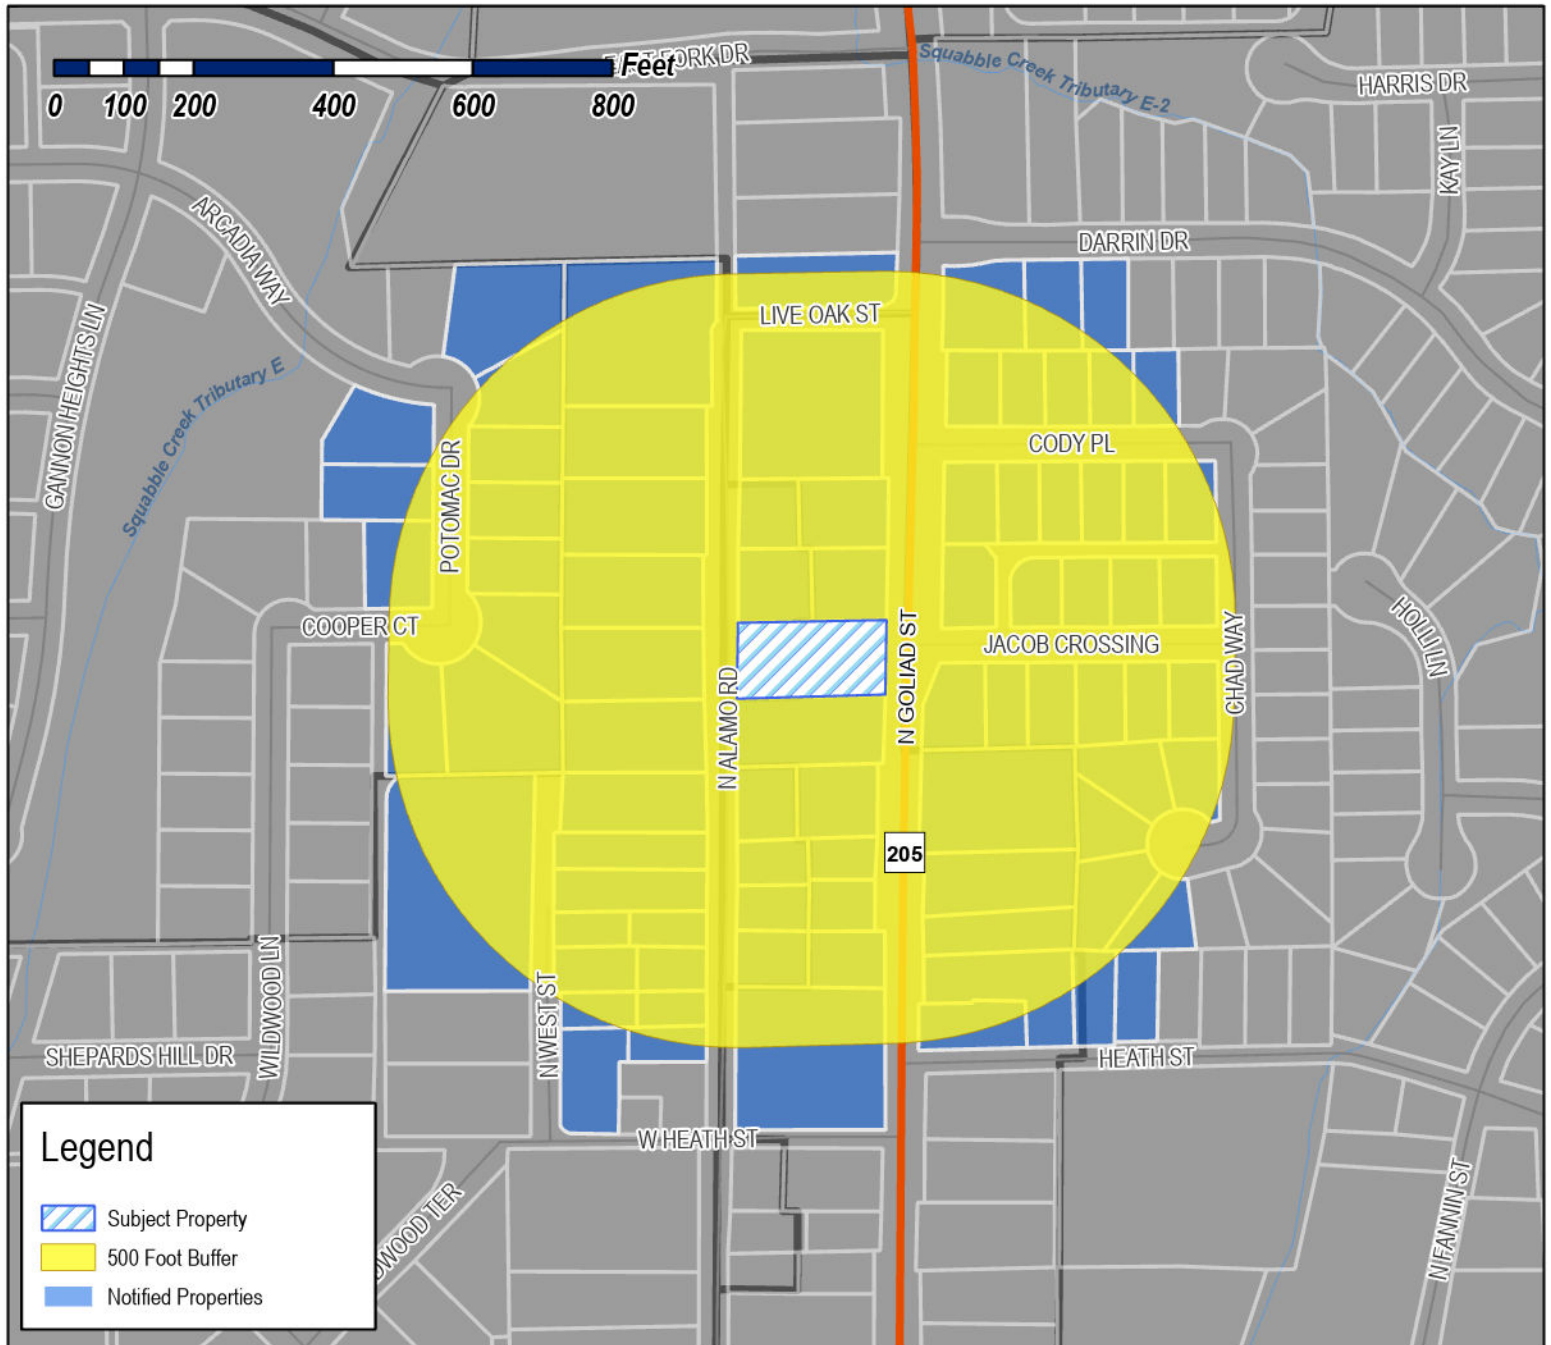 EAST FORK DR
Feet
0 100 200 400 600 800
Squabble Creek Tributary E-2
HARRIS DR
KAY LN
ARCADIA WAY
DARRIN DR
LIVE OAK ST
GANNON HEIGHTS LN
Squabble Creek Tributary E
POTOMAC DR
CODY PL
COOPER CT
N ALAMO RD
N GOLIAD ST
JACOB CROSSING
CHAD WAY
HOLLI LN
205
WILDWOOD LN
N WEST ST
SHEPARDS HILL DR
HEATH ST
W HEATH ST
N FANNIN ST
Legend
Subject Property
500 Foot Buffer
Notified Properties